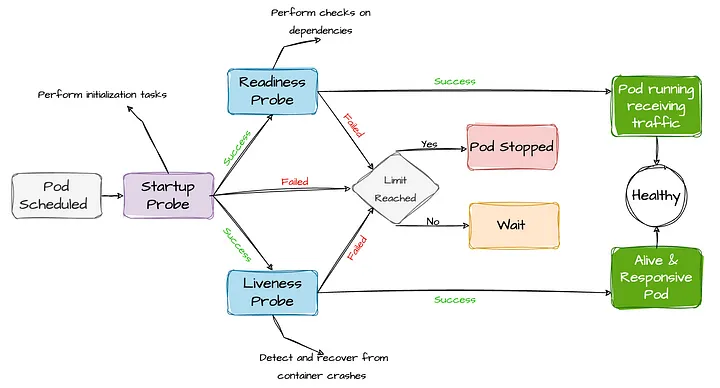 Perform checks on
dependencies
Perform initialization tasks
Readiness
Probe
Success
Pod running
receiving
traffic
Success
Failed
Yes
Pod Stopped
Pod
Scheduled
Startup
Probe
Failed
Limit
Reached
Healthy
No
Wait
Success
Failed
Liveness
Probe
Success
Alive &
Responsive
Pod
Detect and recover from
container crashes